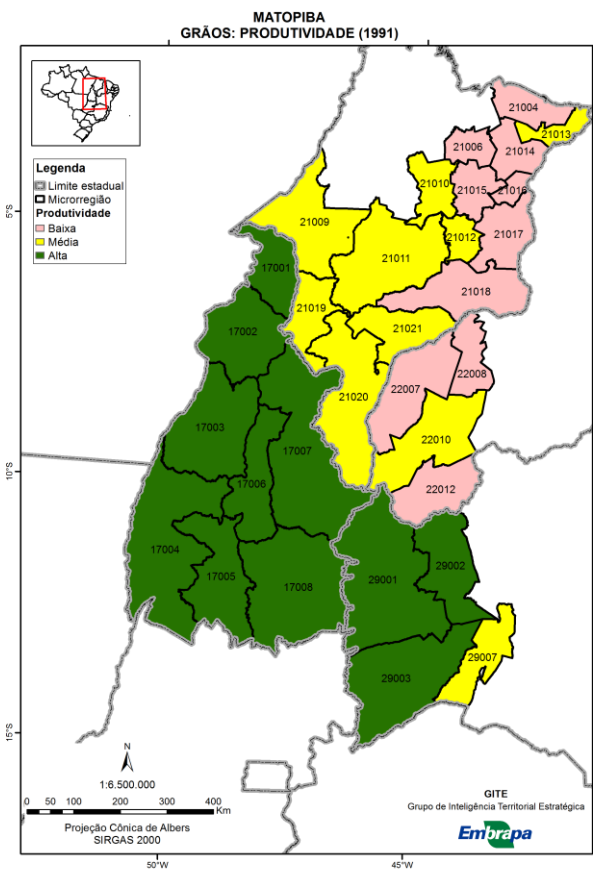 MATOPIBA
GRÃOS: PRODUTIVIDADE (1991)
Legenda
Limite estadual
Microrregião
Produtividade
Baixa
Média
Alta
5°S
10°S
15°S
21004
21013
21006
21014
21010
21015
21016
21009
21012
21017
21011
17001
21018
21019
21021
17002
22008
22007
21020
17003
22010
17007
17006
22012
17004
29002
29001
17005
17008
29007
29003
N
1:6.500.000
0 50 100 200 300 400
Km
Projeção Cônica de Albers
SIRGAS 2000
GITE
Grupo de Inteligência Territorial Estratégica
Embrapa
50°W 45°W